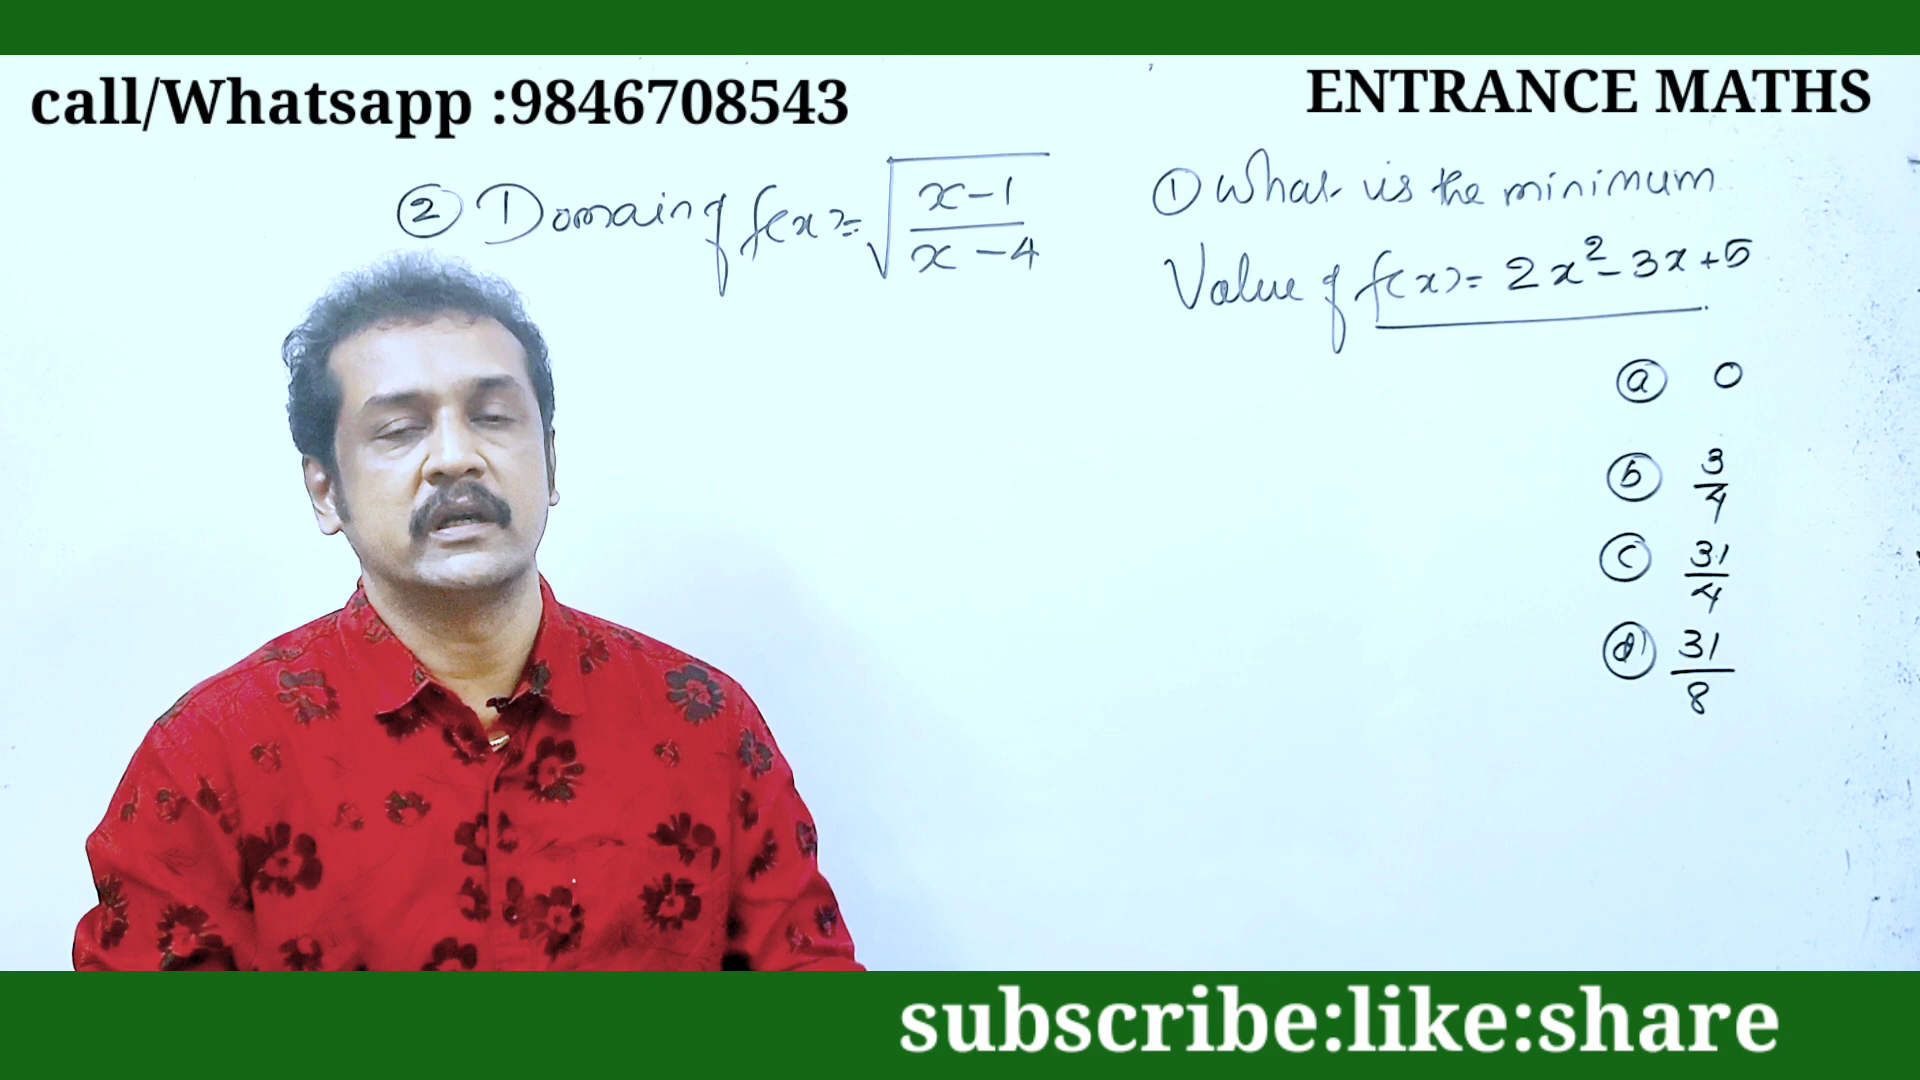 call/Whatsapp :9846708543
ENTRANCE MATHS
② Domain of f(x) = √((x-1)/(x-4))
① What is the minimum
Value of f(x) = 2x² - 3x + 5
ⓐ 0
ⓑ 3/4
ⓒ 31/4
ⓓ 31/8
subscribe:like:share